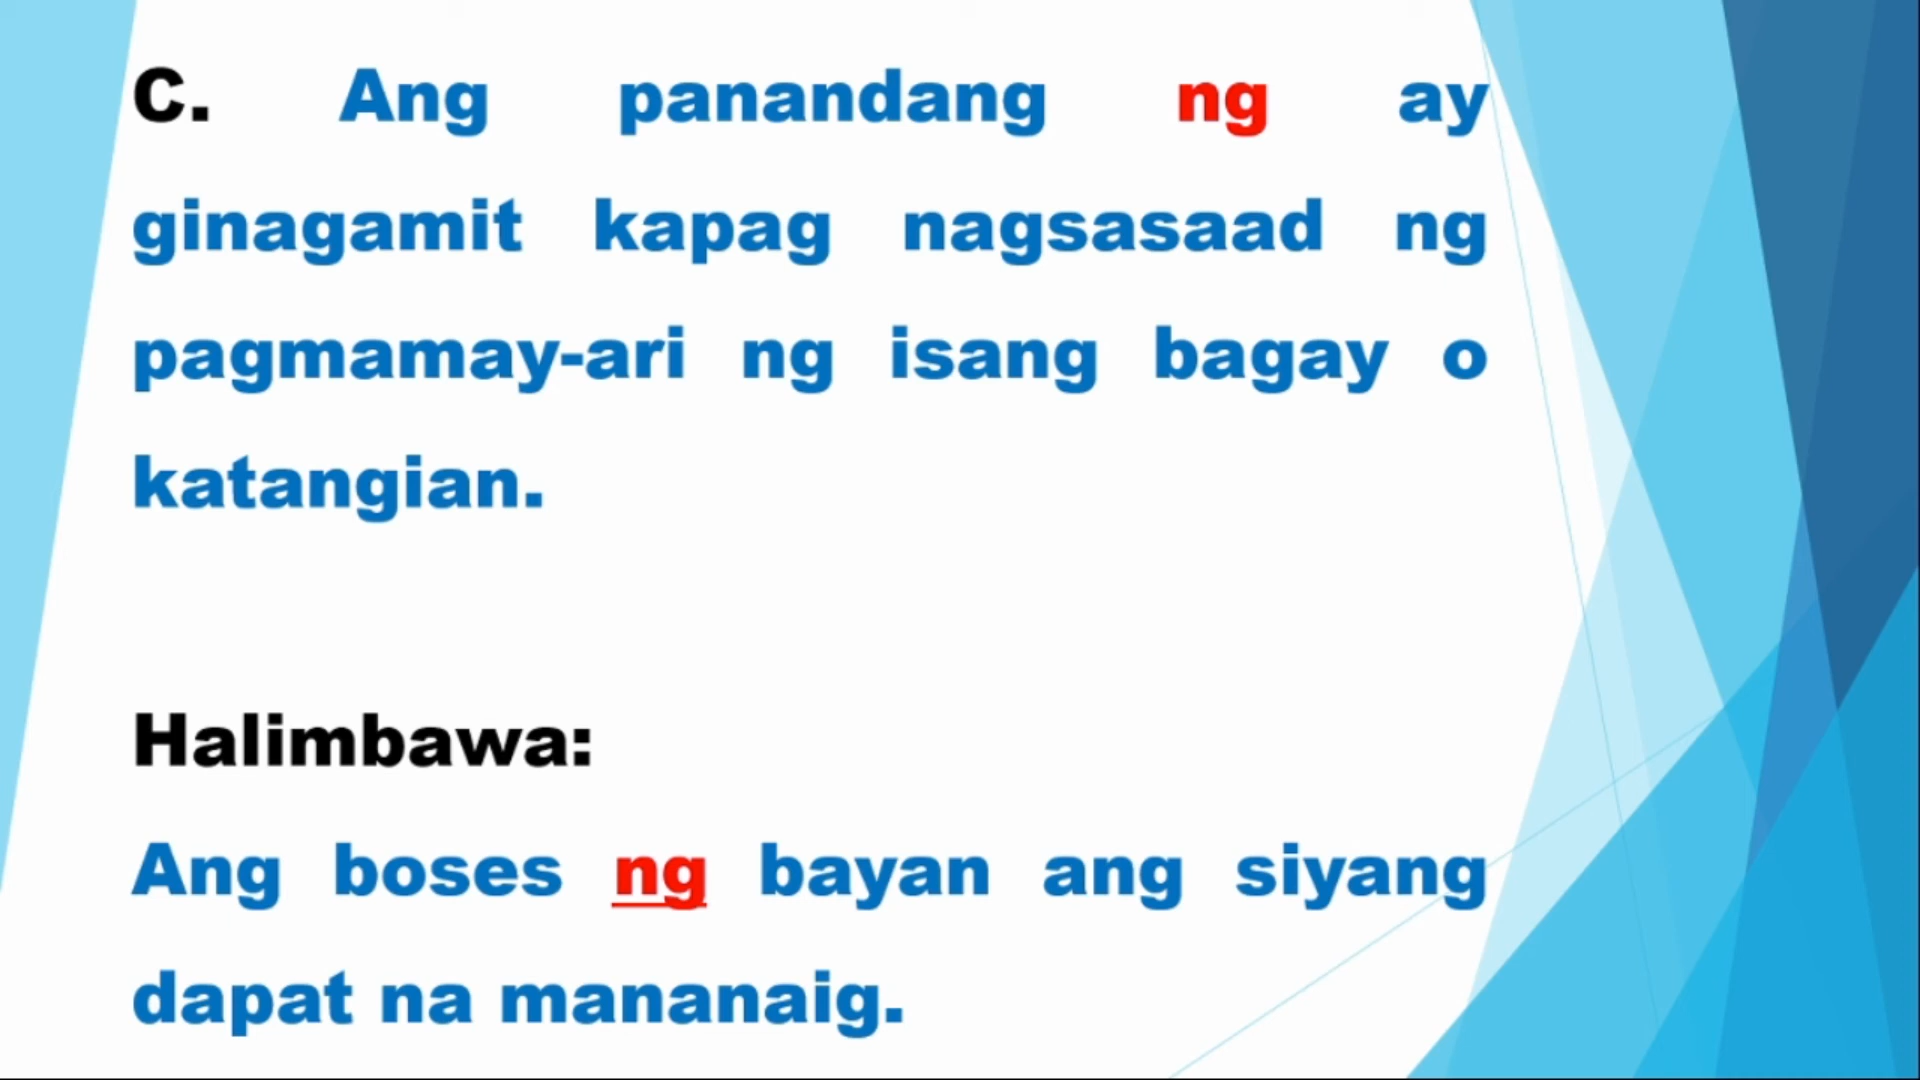 C. Ang panandang ng ay
ginagamit kapag nagsasaad ng
pagmamay-ari ng isang bagay o
katangian.
Halimbawa:
Ang boses ng bayan ang siyang
dapat na mananaig.